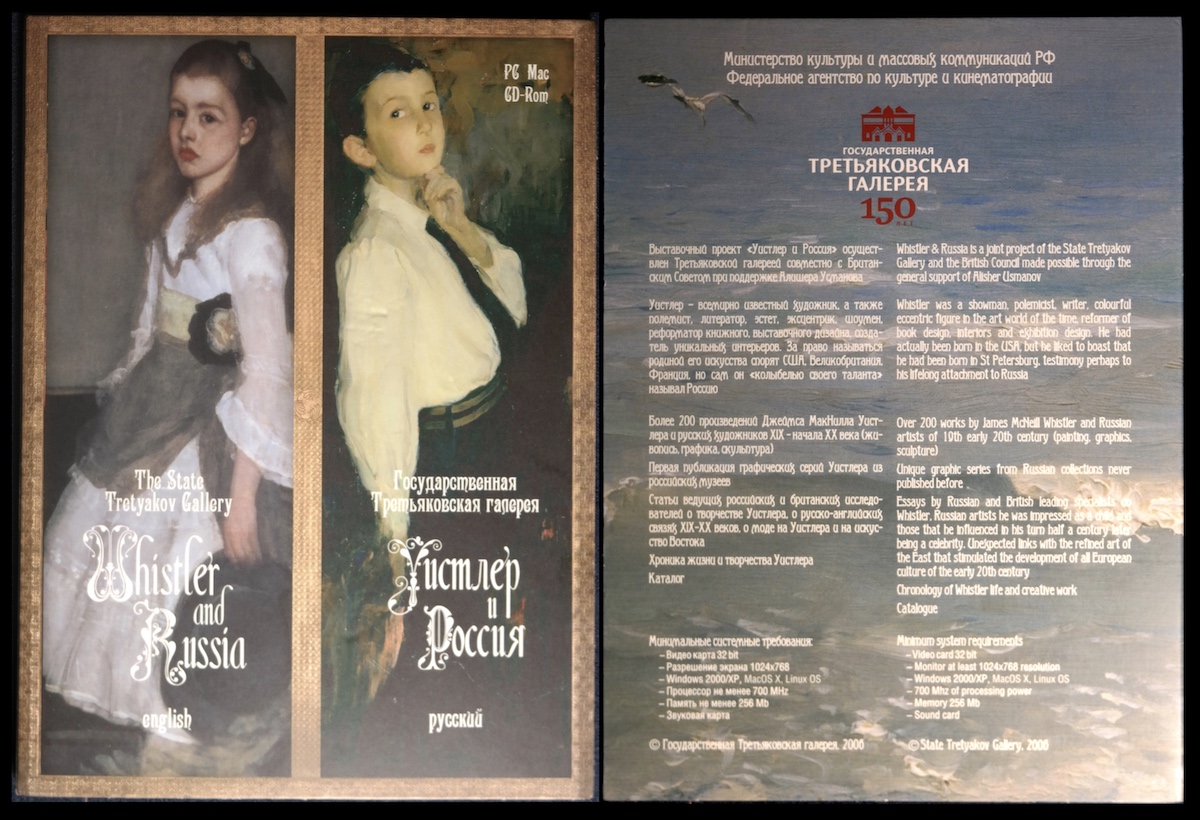 PC Mac
CD-Rom
The State
Tretyakov Gallery
Whistler
and
Russia
english
Государственная
Третьяковская галерея
Уистлер
и
Россия
русский
Министерство культуры и массовых коммуникаций РФ
Федеральное агентство по культуре и кинематографии
ГОСУДАРСТВЕННАЯ
ТРЕТЬЯКОВСКАЯ
ГАЛЕРЕЯ
150
ЛЕТ
Выставочный проект «Уистлер и Россия» осущест-
влен Третьяковской галереей совместно с Британ-
ским Советом при поддержке Алишера Усманова
Уистлер – всемирно известный художник, а также
полемист, литератор, эстет, эксцентрик, шоумен,
реформатор книжного, выставочного дизайна, созда-
тель уникальных интерьеров. За право называться
родиной его искусства спорят США, Великобритания,
Франция, но сам он «колыбелью своего таланта»
называл Россию
Более 200 произведений Джеймса МакНилла Уист-
лера и русских художников XIX - начала XX века (жи-
вопись, графика, скульптура)
Первая публикация графических серий Уистлера из
российских музеев
Статьи ведущих российских и британских исследо-
вателей о творчестве Уистлера, о русско-английских
связях XIX-XX веков, о моде на Уистлера и на искус-
ство Востока
Хроника жизни и творчества Уистлера
Каталог
Минимальные системные требования:
– Видео карта 32 bit
– Разрешение экрана 1024x768
– Windows 2000/XP, MacOS X, Linux OS
– Процессор не менее 700 MHz
– Память не менее 256 Mb
– Звуковая карта
© Государственная Третьяковская галерея, 2006
Whistler & Russia is a joint project of the State Tretyakov
Gallery and the British Council made possible through the
general support of Alisher Usmanov
Whistler was a showman, polemicist, writer, colourful
eccentric figure in the art world of the time, reformer of
book design, interiors and exhibition design. He had
actually been born in the USA, but he liked to boast that
he had been born in St Petersburg, testimony perhaps to
his lifelong attachment to Russia
Over 200 works by James McNeill Whistler and Russian
artists of 19th early 20th century (painting, graphics,
sculpture)
Unique graphic series from Russian collections never
published before
Essays by Russian and British leading specialists on
Whistler, Russian artists he was impressed as a child and
those that he influenced in his turn half a century later
being a celebrity. Unexpected links with the refined art of
the East that stimulated the development of all European
culture of the early 20th century
Chronology of Whistler life and creative work
Catalogue
Minimum system requirements
– Video card 32 bit
– Monitor at least 1024x768 resolution
– Windows 2000/XP, MacOS X, Linux OS
– 700 Mhz of processing power
– Memory 256 Mb
– Sound card
© State Tretyakov Gallery, 2006